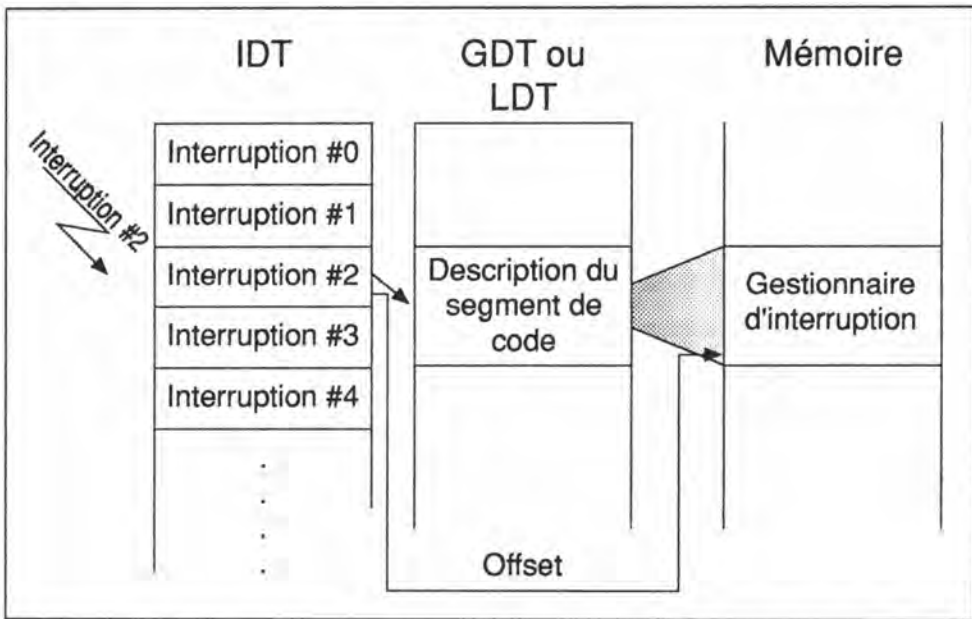 IDT
GDT ou
LDT
Mémoire
Interruption #2
Interruption #0
Interruption #1
Interruption #2
Interruption #3
Interruption #4
Description du
segment de
code
Gestionnaire
d'interruption
Offset